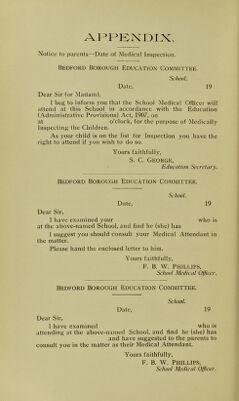 APPENDIX.
Notice to parents—Date of Medical Inspection.
BEDFORD BOROUGH EDUCATION COMMITTEE.
School.
Date, 19
Dear Sir (or Madam),
I beg to inform you that the School Medical Officer will
attend at this School in accordance with the Education
(Administrative Provisions) Act, 1907, on
at o'clock, for the purpose of Medically
Inspecting the Children.
As your child is on the list for Inspection you have the
right to attend if you wish to do so.
Yours faithfully,
S. C. GEORGE,
Education Secretary.
BEDFORD BOROUGH EDUCATION COMMITTEE.
School.
Date, 19
Dear Sir,
I have examined your who is
at the above-named School, and find he (she) has
I suggest you should consult your Medical Attendant in
the matter.
Please hand the enclosed letter to him.
Yours faithfully,
F. B. W. PHILLIPS,
School Medical Officer.
BEDFORD BOROUGH EDUCATION COMMITTEE.
School.
Date, 19
Dear Sir,
I have examined who is
attending at the above-named School, and find he (she) has
and have suggested to the parents to
consult you in the matter as their Medical Attendant.
Yours faithfully,
F. B. W. PHILLIPS,
School Medical Officer.